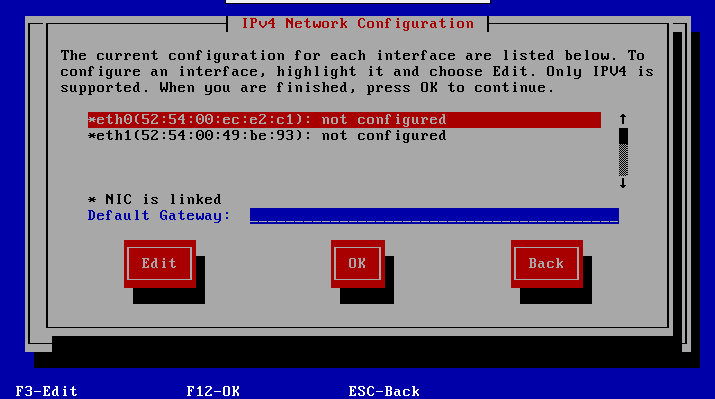 IPv4 Network Configuration
The current configuration for each interface are listed below. To
configure an interface, highlight it and choose Edit. Only IPV4 is
supported. When you are finished, press OK to continue.
*eth0(52:54:00:ec:e2:c1): not configured
*eth1(52:54:00:49:be:93): not configured
* NIC is linked
Default Gateway:
Edit OK Back
F3-Edit F12-OK ESC-Back